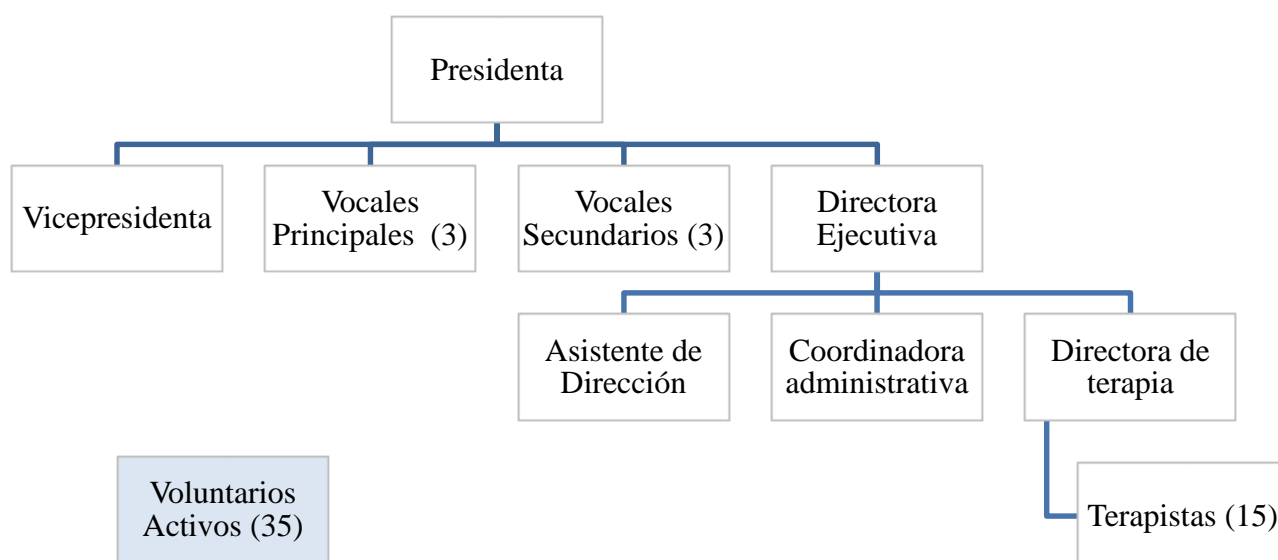 Presidenta
Vicepresidenta
Vocales
Principales (3)
Vocales
Secundarios (3)
Directora
Ejecutiva
Asistente de
Dirección
Coordinadora
administrativa
Directora de
terapia
Voluntarios
Activos (35)
Terapistas (15)